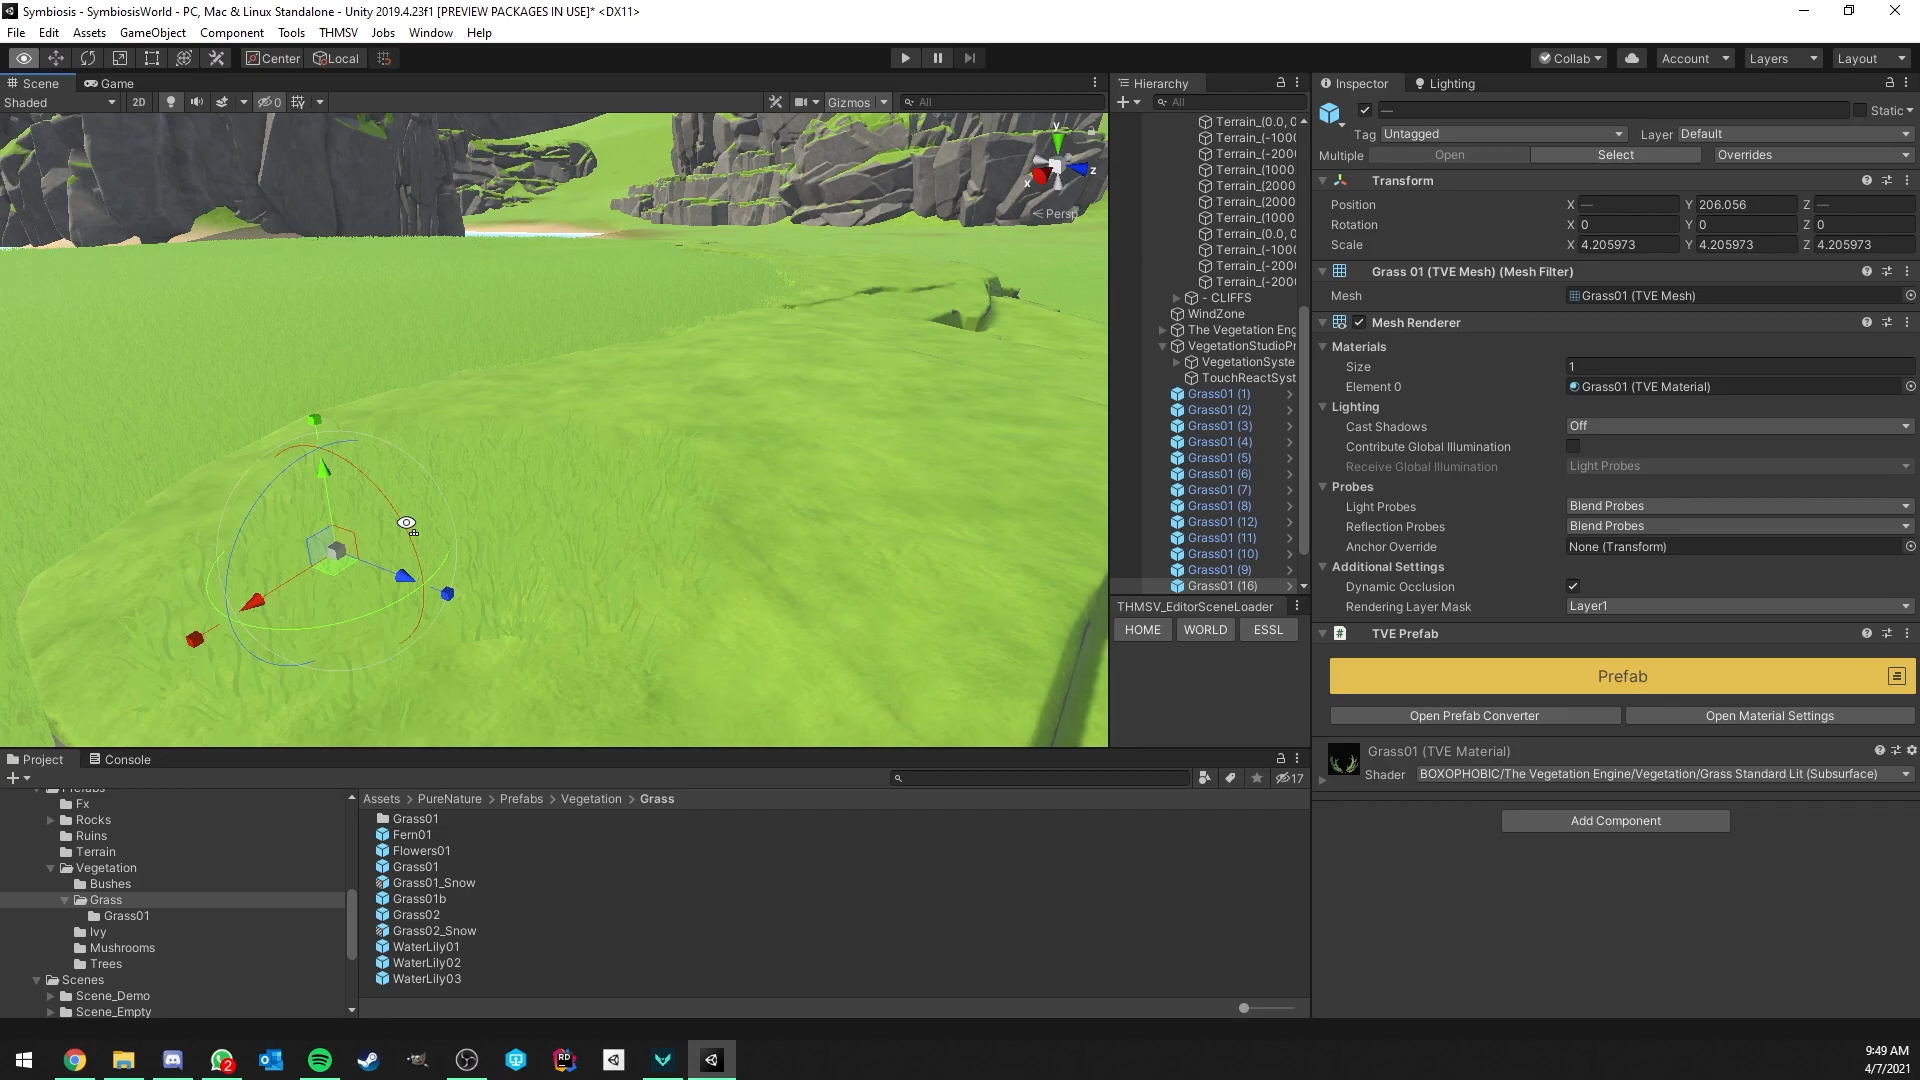 Symbiosis - SymbiosisWorld - PC, Mac & Linux Standalone - Unity 2019.4.23f1 [PREVIEW PACKAGES IN USE]* <DX11>
File Edit Assets GameObject Component Tools THMSV Jobs Window Help
Center Local Collab Account Layers Layout
Scene Game
Shaded 2D 0 Gizmos All
y
x z
Persp
Hierarchy
All
Terrain_(0.0, 0
Terrain_(-1000
Terrain_(-2000
Terrain_(1000
Terrain_(2000
Terrain_(2000
Terrain_(1000
Terrain_(0.0, 0
Terrain_(-1000
Terrain_(-2000
Terrain_(-2000
- CLIFFS
WindZone
The Vegetation Eng
VegetationStudioPr
VegetationSyste
TouchReactSyst
Grass01 (1)
Grass01 (2)
Grass01 (3)
Grass01 (4)
Grass01 (5)
Grass01 (6)
Grass01 (7)
Grass01 (8)
Grass01 (12)
Grass01 (11)
Grass01 (10)
Grass01 (9)
Grass01 (16)
THMSV_EditorSceneLoader
HOME WORLD ESSL
Inspector Lighting
— Static
Tag Untagged Layer Default
Multiple Open Select Overrides
Transform
Position X — Y 206.056 Z —
Rotation X 0 Y 0 Z 0
Scale X 4.205973 Y 4.205973 Z 4.205973
Grass 01 (TVE Mesh) (Mesh Filter)
Mesh Grass01 (TVE Mesh)
Mesh Renderer
Materials
Size 1
Element 0 Grass01 (TVE Material)
Lighting
Cast Shadows Off
Contribute Global Illumination
Receive Global Illumination Light Probes
Probes
Light Probes Blend Probes
Reflection Probes Blend Probes
Anchor Override None (Transform)
Additional Settings
Dynamic Occlusion
Rendering Layer Mask Layer1
TVE Prefab
Prefab
Open Prefab Converter Open Material Settings
Grass01 (TVE Material)
Shader BOXOPHOBIC/The Vegetation Engine/Vegetation/Grass Standard Lit (Subsurface)
Add Component
Project Console
17
Prefabs
Fx
Rocks
Ruins
Terrain
Vegetation
Bushes
Grass
Grass01
Ivy
Mushrooms
Trees
Scenes
Scene_Demo
Scene_Empty
Assets > PureNature > Prefabs > Vegetation > Grass
Grass01
Fern01
Flowers01
Grass01
Grass01_Snow
Grass01b
Grass02
Grass02_Snow
WaterLily01
WaterLily02
WaterLily03
2
RD
9:49 AM
4/7/2021